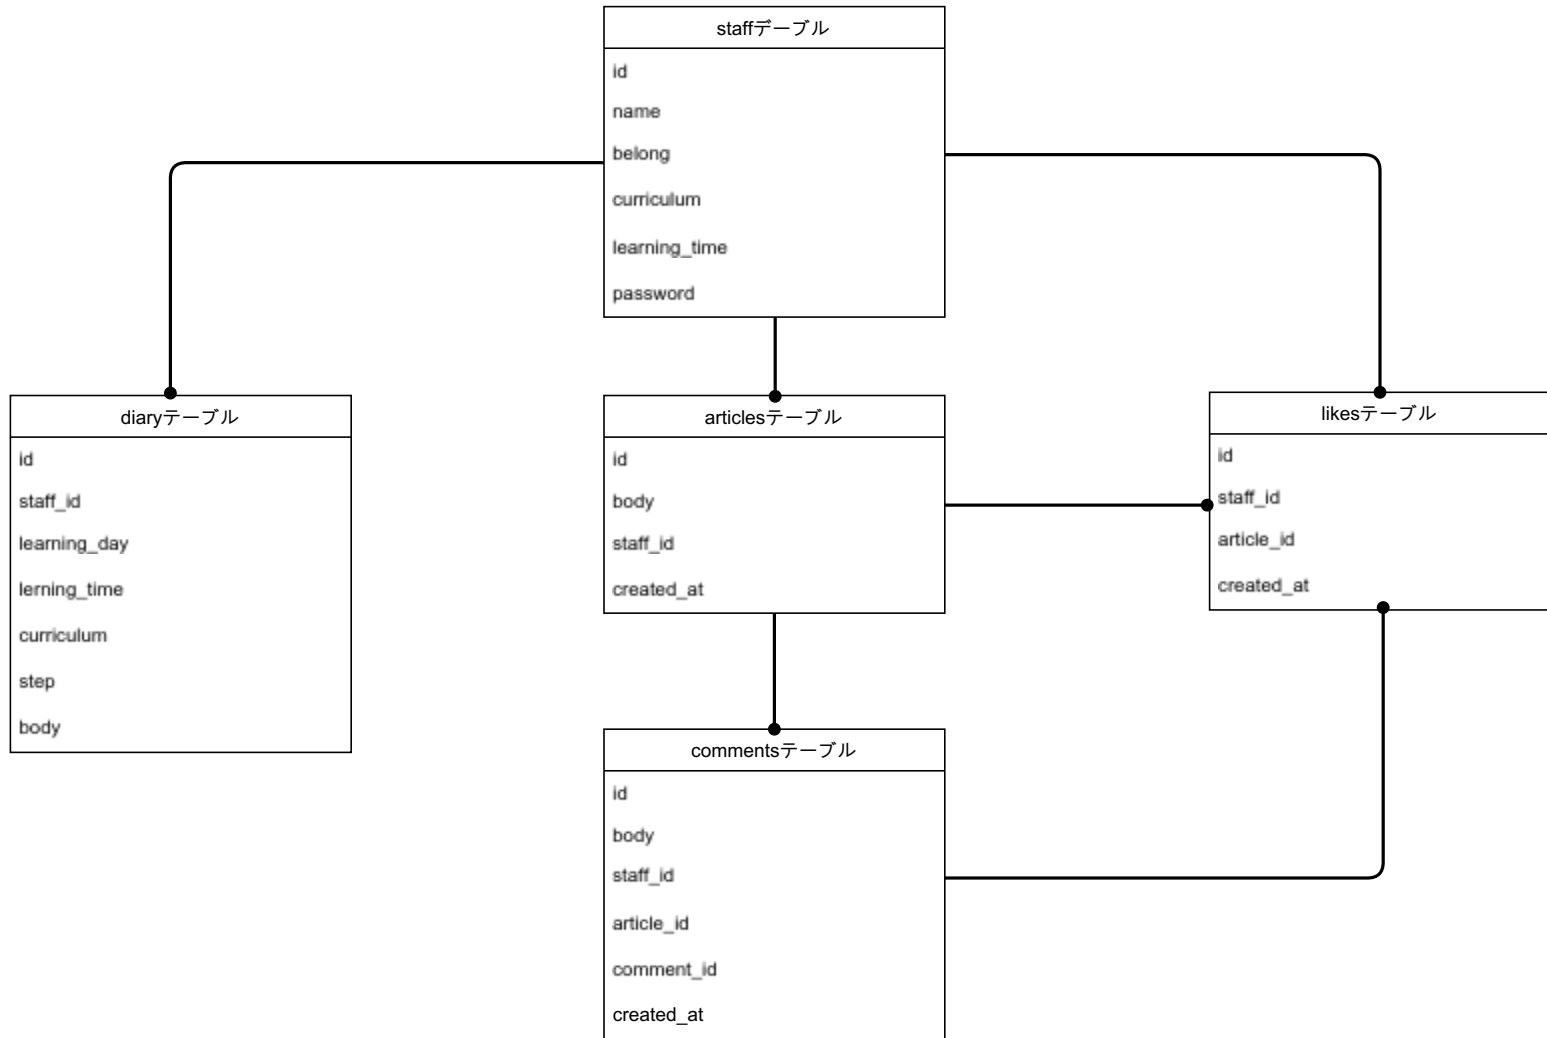 staffテーブル
id
name
belong
curriculum
learning_time
password
diaryテーブル
id
staff_id
learning_day
lerning_time
curriculum
step
body
articlesテーブル
id
body
staff_id
created_at
likesテーブル
id
staff_id
article_id
created_at
commentsテーブル
id
body
staff_id
article_id
comment_id
created_at